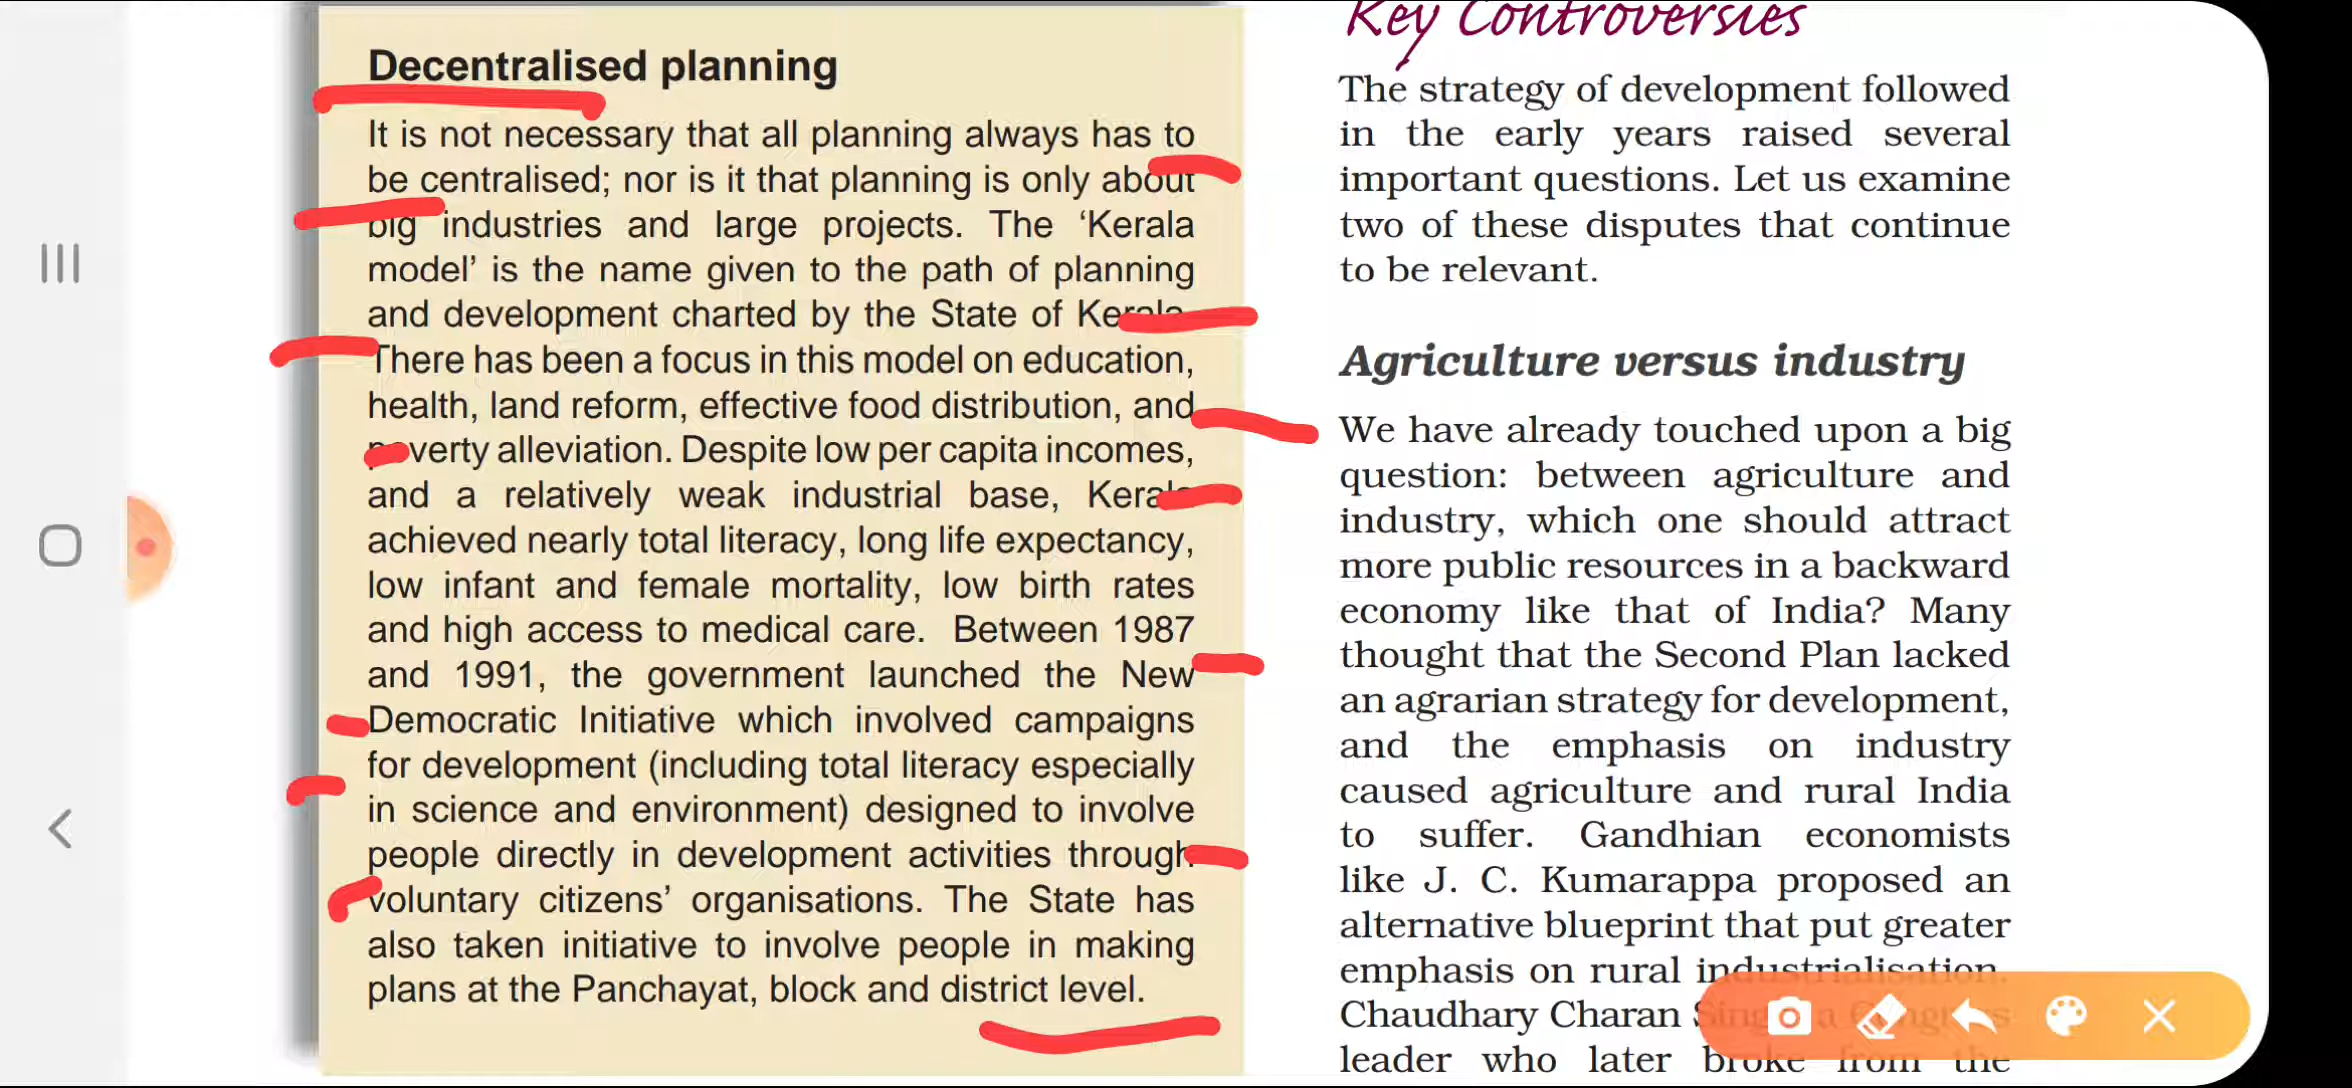 Decentralised planning
It is not necessary that all planning always has to
be centralised; nor is it that planning is only about
big industries and large projects. The ‘Kerala
model’ is the name given to the path of planning
and development charted by the State of Kerala.
There has been a focus in this model on education,
health, land reform, effective food distribution, and
poverty alleviation. Despite low per capita incomes,
and a relatively weak industrial base, Kerala
achieved nearly total literacy, long life expectancy,
low infant and female mortality, low birth rates
and high access to medical care. Between 1987
and 1991, the government launched the New
Democratic Initiative which involved campaigns
for development (including total literacy especially
in science and environment) designed to involve
people directly in development activities through
voluntary citizens’ organisations. The State has
also taken initiative to involve people in making
plans at the Panchayat, block and district level.
Key Controversies
The strategy of development followed
in the early years raised several
important questions. Let us examine
two of these disputes that continue
to be relevant.
Agriculture versus industry
We have already touched upon a big
question: between agriculture and
industry, which one should attract
more public resources in a backward
economy like that of India? Many
thought that the Second Plan lacked
an agrarian strategy for development,
and the emphasis on industry
caused agriculture and rural India
to suffer. Gandhian economists
like J. C. Kumarappa proposed an
alternative blueprint that put greater
emphasis on rural industrialisation.
Chaudhary Charan Singh, a Congress
leader who later broke from the